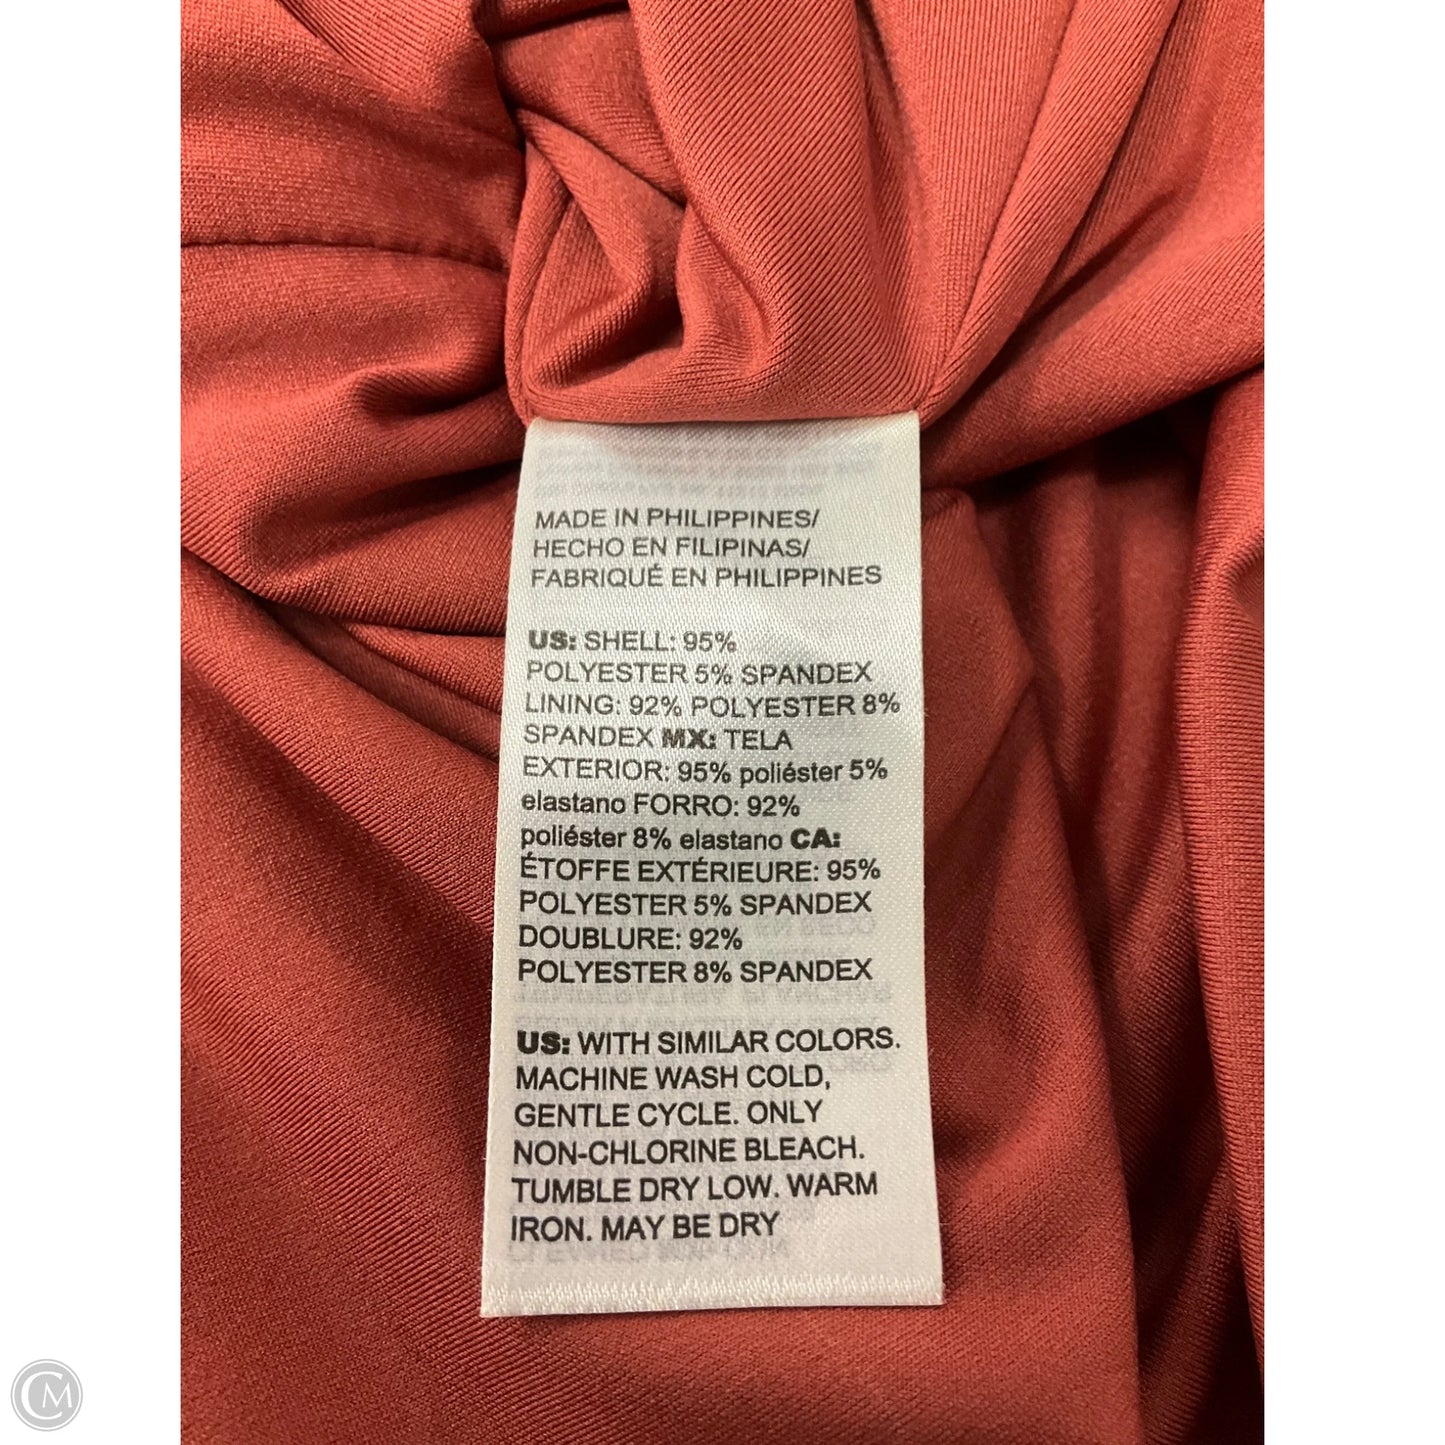 MADE IN PHILIPPINES/
HECHO EN FILIPINAS/
FABRIQUÉ EN PHILIPPINES
US: SHELL: 95%
POLYESTER 5% SPANDEX
LINING: 92% POLYESTER 8%
SPANDEX MX: TELA
EXTERIOR: 95% poliéster 5%
elastano FORRO: 92%
poliéster 8% elastano CA:
ÉTOFFE EXTÉRIEURE: 95%
POLYESTER 5% SPANDEX
DOUBLURE: 92%
POLYESTER 8% SPANDEX
US: WITH SIMILAR COLORS.
MACHINE WASH COLD,
GENTLE CYCLE. ONLY
NON-CHLORINE BLEACH.
TUMBLE DRY LOW. WARM
IRON. MAY BE DRY
CM